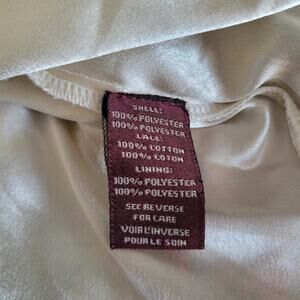 SHELL:
100% POLYESTER
100% POLYESTER
LACE:
100% COTTON
100% COTON
LINING:
100% POLYESTER
100% POLYESTER
SEE REVERSE
FOR CARE
VOIR L'INVERSE
POUR LE SOIN